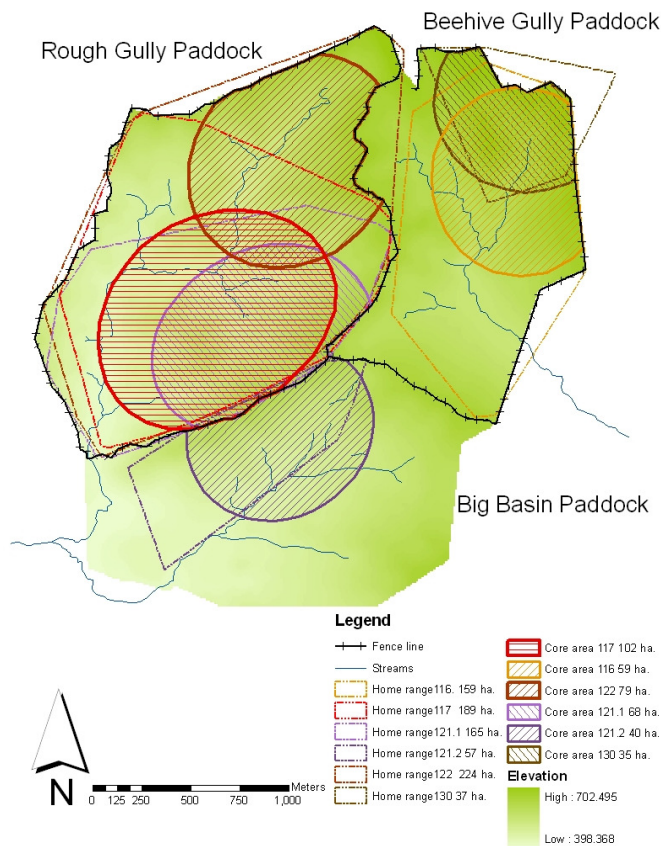 Beehive Gully Paddock
Rough Gully Paddock
Big Basin Paddock
Legend
Fence line
Streams
Home range116. 159 ha.
Home range117 189 ha.
Home range121.1 165 ha.
Home range121.2 57 ha.
Home range122 224 ha.
Home range130 37 ha.
Core area 117 102 ha.
Core area 116 59 ha.
Core area 122 79 ha.
Core area 121.1 68 ha.
Core area 121.2 40 ha.
Core area 130 35 ha.
Elevation
High : 702.495
Low : 398.368
N
Meters
0 125 250 500 750 1,000